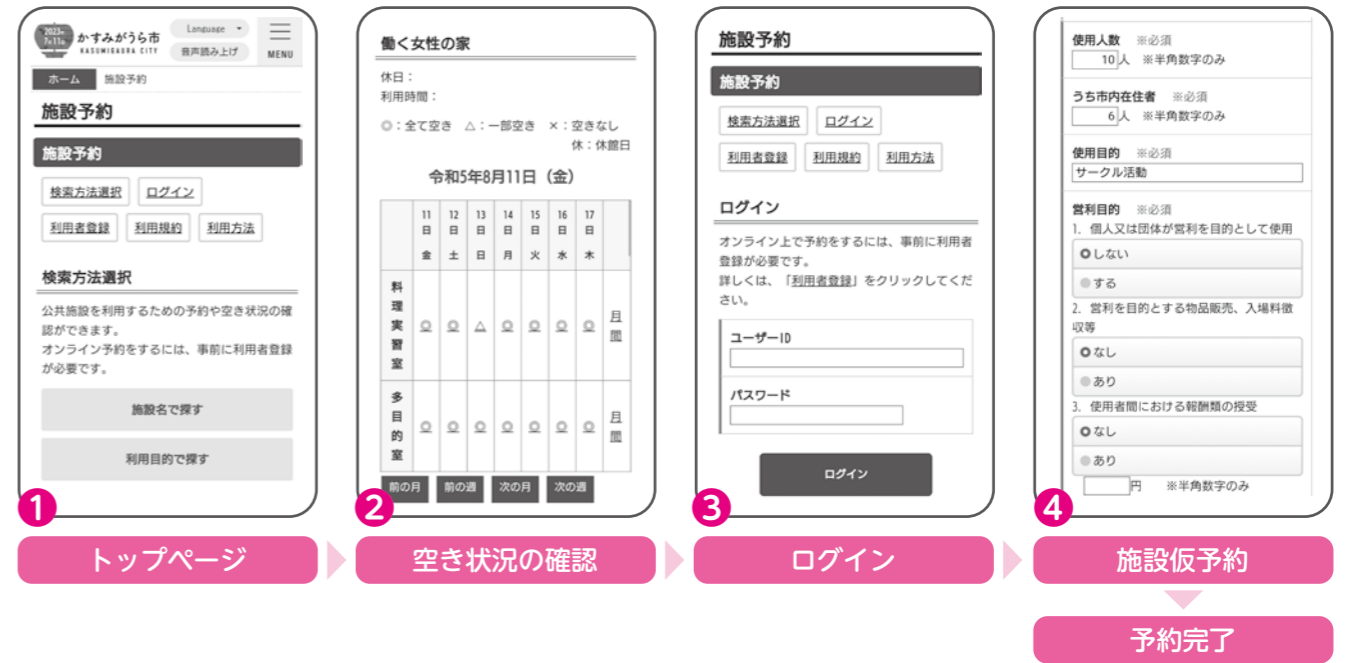 2023年
7月11日
かすみがうら市
KASUMIGAURA CITY
Language
音声読み上げ
MENU
ホーム 施設予約
施設予約
施設予約
検索方法選択 ログイン
利用者登録 利用規約 利用方法
検索方法選択
公共施設を利用するための予約や空き状況の確
認ができます。
オンライン予約をするには、事前に利用者登録
が必要です。
施設名で探す
利用目的で探す
1
トップページ
働く女性の家
休日：
利用時間：
◎：全て空き △：一部空き ×：空きなし
休：休館日
令和5年8月11日（金）
11 12 13 14 15 16 17
日 日 日 日 日 日 日
金 土 日 月 火 水 木
料理実習室 ◎ ◎ △ ◎ ◎ ◎ ◎ 月間
多目的室 ◎ ◎ ◎ ◎ ◎ ◎ ◎ 月間
前の月 前の週 次の月 次の週
2
空き状況の確認
施設予約
施設予約
検索方法選択 ログイン
利用者登録 利用規約 利用方法
ログイン
オンライン上で予約をするには、事前に利用者
登録が必要です。
詳しくは、「利用者登録」をクリックしてくだ
さい。
ユーザーID
パスワード
ログイン
3
ログイン
使用人数 ※必須
10人 ※半角数字のみ
うち市内在住者 ※必須
6人 ※半角数字のみ
使用目的 ※必須
サークル活動
営利目的 ※必須
1. 個人又は団体が営利を目的として使用
しない
する
2. 営利を目的とする物品販売、入場料徴
収等
なし
あり
3. 使用者間における報酬類の授受
なし
あり
円 ※半角数字のみ
4
施設仮予約
予約完了